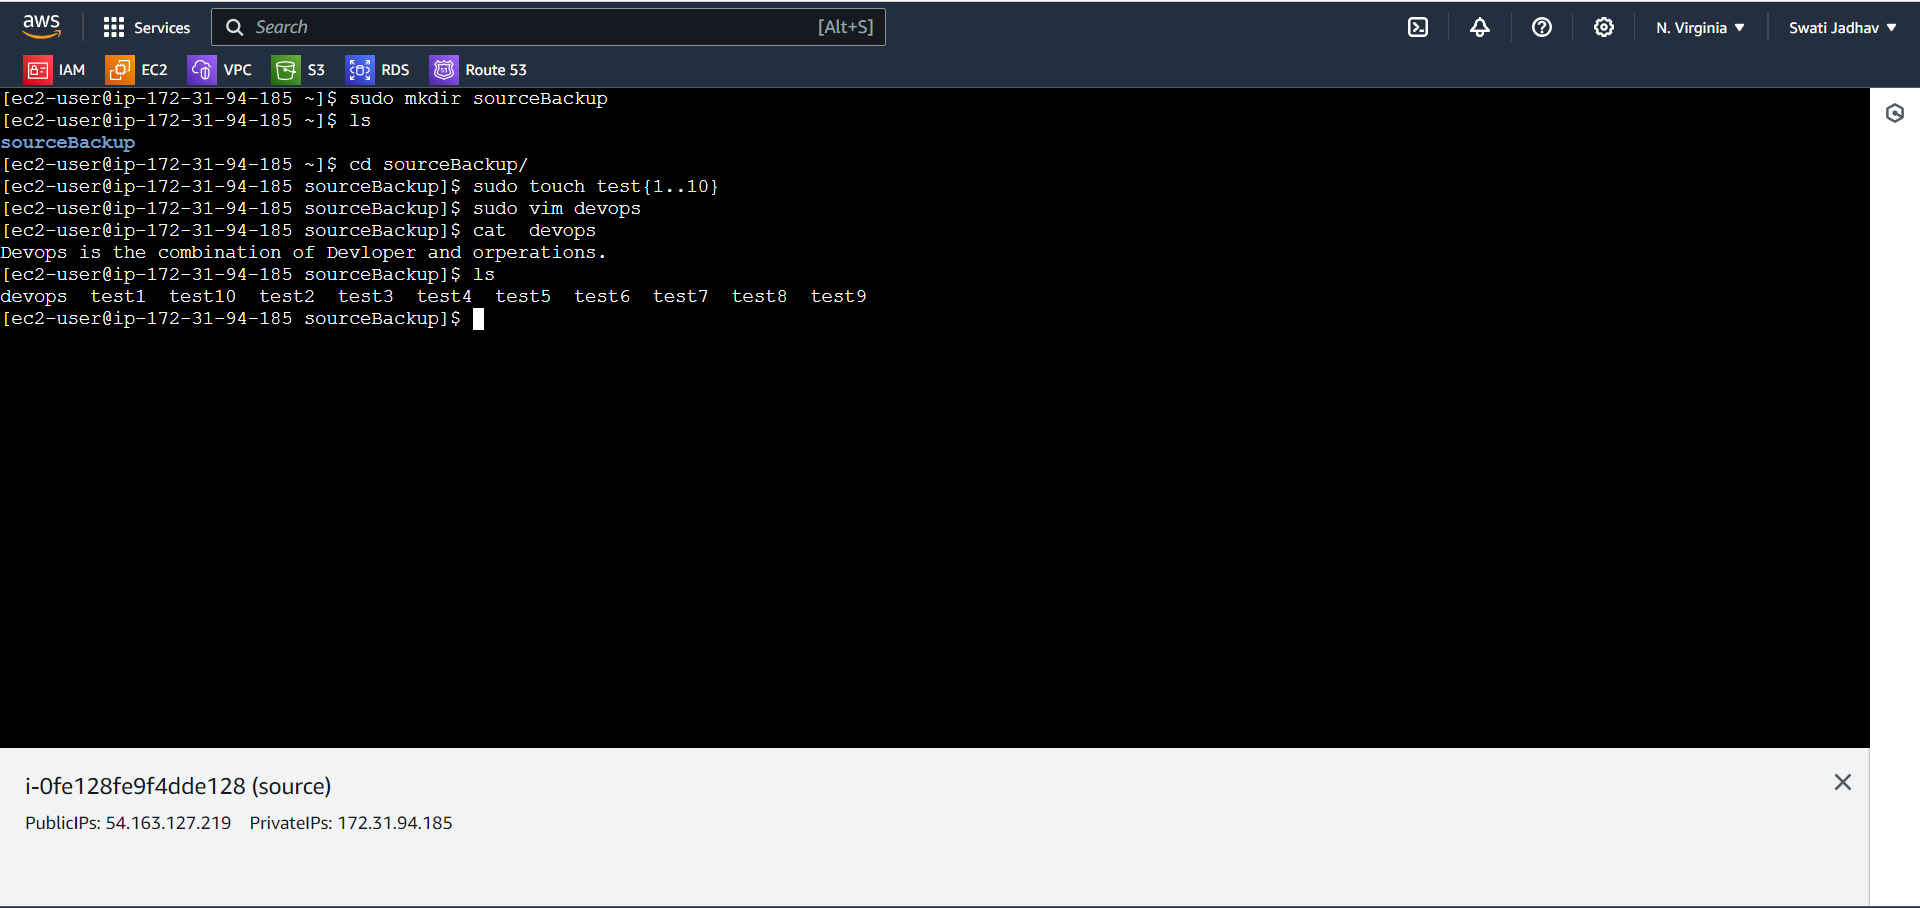 aws Services Search [Alt+S] N. Virginia Swati Jadhav
IAM EC2 VPC S3 RDS Route 53
[ec2-user@ip-172-31-94-185 ~]$ sudo mkdir sourceBackup
[ec2-user@ip-172-31-94-185 ~]$ ls
sourceBackup
[ec2-user@ip-172-31-94-185 ~]$ cd sourceBackup/
[ec2-user@ip-172-31-94-185 sourceBackup]$ sudo touch test{1..10}
[ec2-user@ip-172-31-94-185 sourceBackup]$ sudo vim devops
[ec2-user@ip-172-31-94-185 sourceBackup]$ cat  devops
Devops is the combination of Devloper and orperations.
[ec2-user@ip-172-31-94-185 sourceBackup]$ ls
devops  test1  test10  test2  test3  test4  test5  test6  test7  test8  test9
[ec2-user@ip-172-31-94-185 sourceBackup]$
i-0fe128fe9f4dde128 (source)
PublicIPs: 54.163.127.219 PrivateIPs: 172.31.94.185